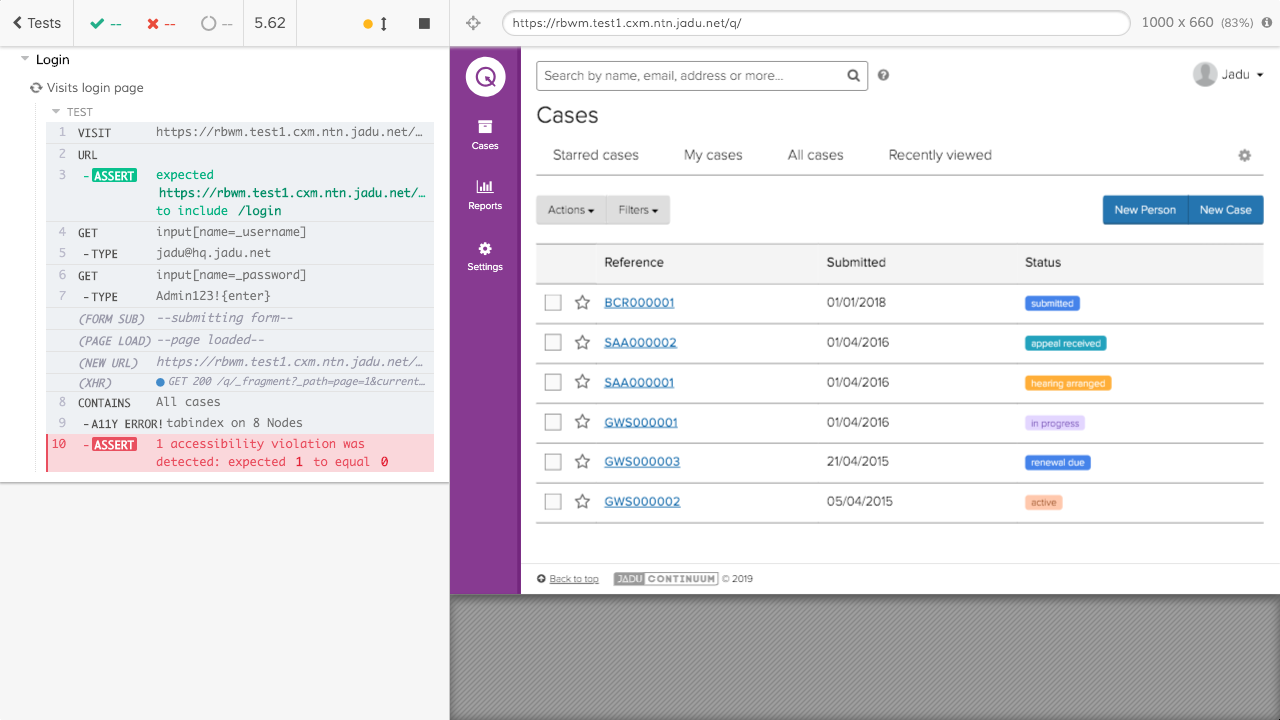 Tests
--
--
--
5.62
https://rbwm.test1.cxm.ntn.jadu.net/q/
1000 x 660 (83%)
Login
Visits login page
TEST
1 VISIT https://rbwm.test1.cxm.ntn.jadu.net/…
2 URL
3 -ASSERT expected
https://rbwm.test1.cxm.ntn.jadu.net/…
to include /login
4 GET input[name=_username]
5 -TYPE jadu@hq.jadu.net
6 GET input[name=_password]
7 -TYPE Admin123!{enter}
(FORM SUB) --submitting form--
(PAGE LOAD) --page loaded--
(NEW URL) https://rbwm.test1.cxm.ntn.jadu.net/…
(XHR) GET 200 /q/_fragment?_path=page=1&current…
8 CONTAINS All cases
9 -A11Y ERROR! tabindex on 8 Nodes
10 -ASSERT 1 accessibility violation was
detected: expected 1 to equal 0
Cases
Reports
Settings
Search by name, email, address or more...
Jadu
Cases
Starred cases My cases All cases Recently viewed
Actions Filters New Person New Case
Reference Submitted Status
BCR000001 01/01/2018 submitted
SAA000002 01/04/2016 appeal received
SAA000001 01/04/2016 hearing arranged
GWS000001 01/04/2016 in progress
GWS000003 21/04/2015 renewal due
GWS000002 05/04/2015 active
Back to top JADU CONTINUUM © 2019